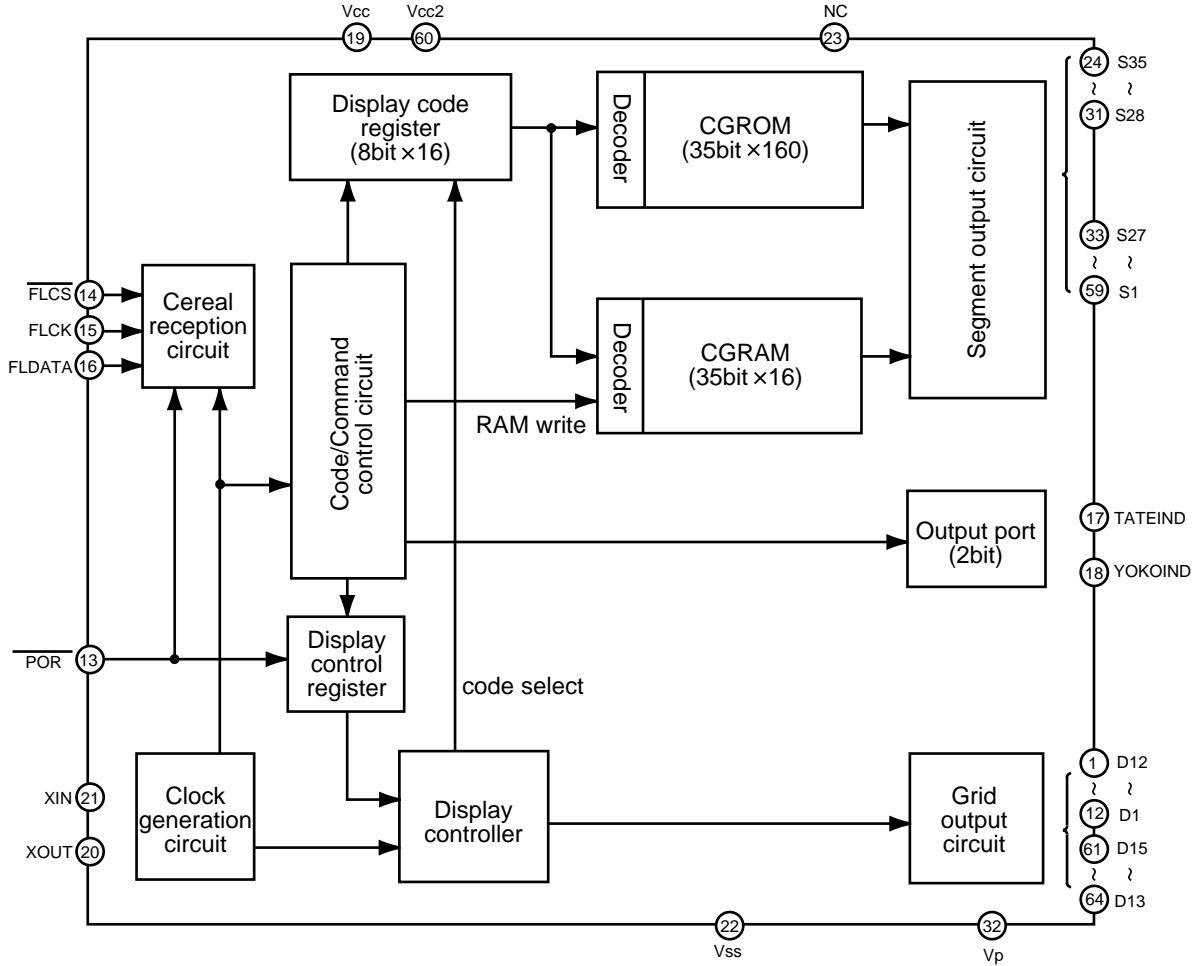 Vcc
Vcc2
NC
19
60
23
24 S35
~ ~
31 S28
33 S27
~ ~
59 S1
Display code
register
(8bit ×16)
Decoder
CGROM
(35bit ×160)
Segment output circuit
FLCS 14
FLCK 15
FLDATA 16
Cereal
reception
circuit
Code/Command
control circuit
Decoder
CGRAM
(35bit ×16)
RAM write
Output port
(2bit)
17 TATEIND
18 YOKOIND
POR 13
Display
control
register
code select
XIN 21
XOUT 20
Clock
generation
circuit
Display
controller
Grid
output
circuit
1 D12
~ ~
12 D1
61 D15
~ ~
64 D13
22
Vss
32
Vp